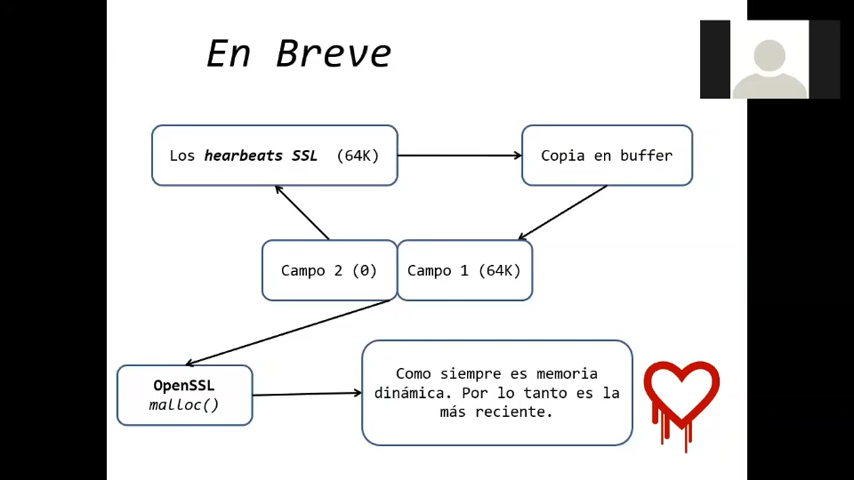 En Breve
Los hearbeats SSL (64K)
Copia en buffer
Campo 2 (0)
Campo 1 (64K)
OpenSSL
malloc()
Como siempre es memoria
dinámica. Por lo tanto es la
más reciente.